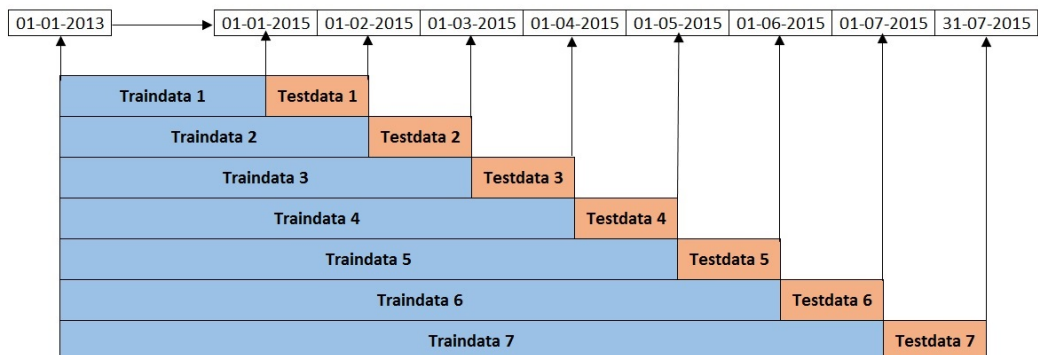 01-01-2013 01-01-2015 01-02-2015 01-03-2015 01-04-2015 01-05-2015 01-06-2015 01-07-2015 31-07-2015
Traindata 1 Testdata 1
Traindata 2 Testdata 2
Traindata 3 Testdata 3
Traindata 4 Testdata 4
Traindata 5 Testdata 5
Traindata 6 Testdata 6
Traindata 7 Testdata 7